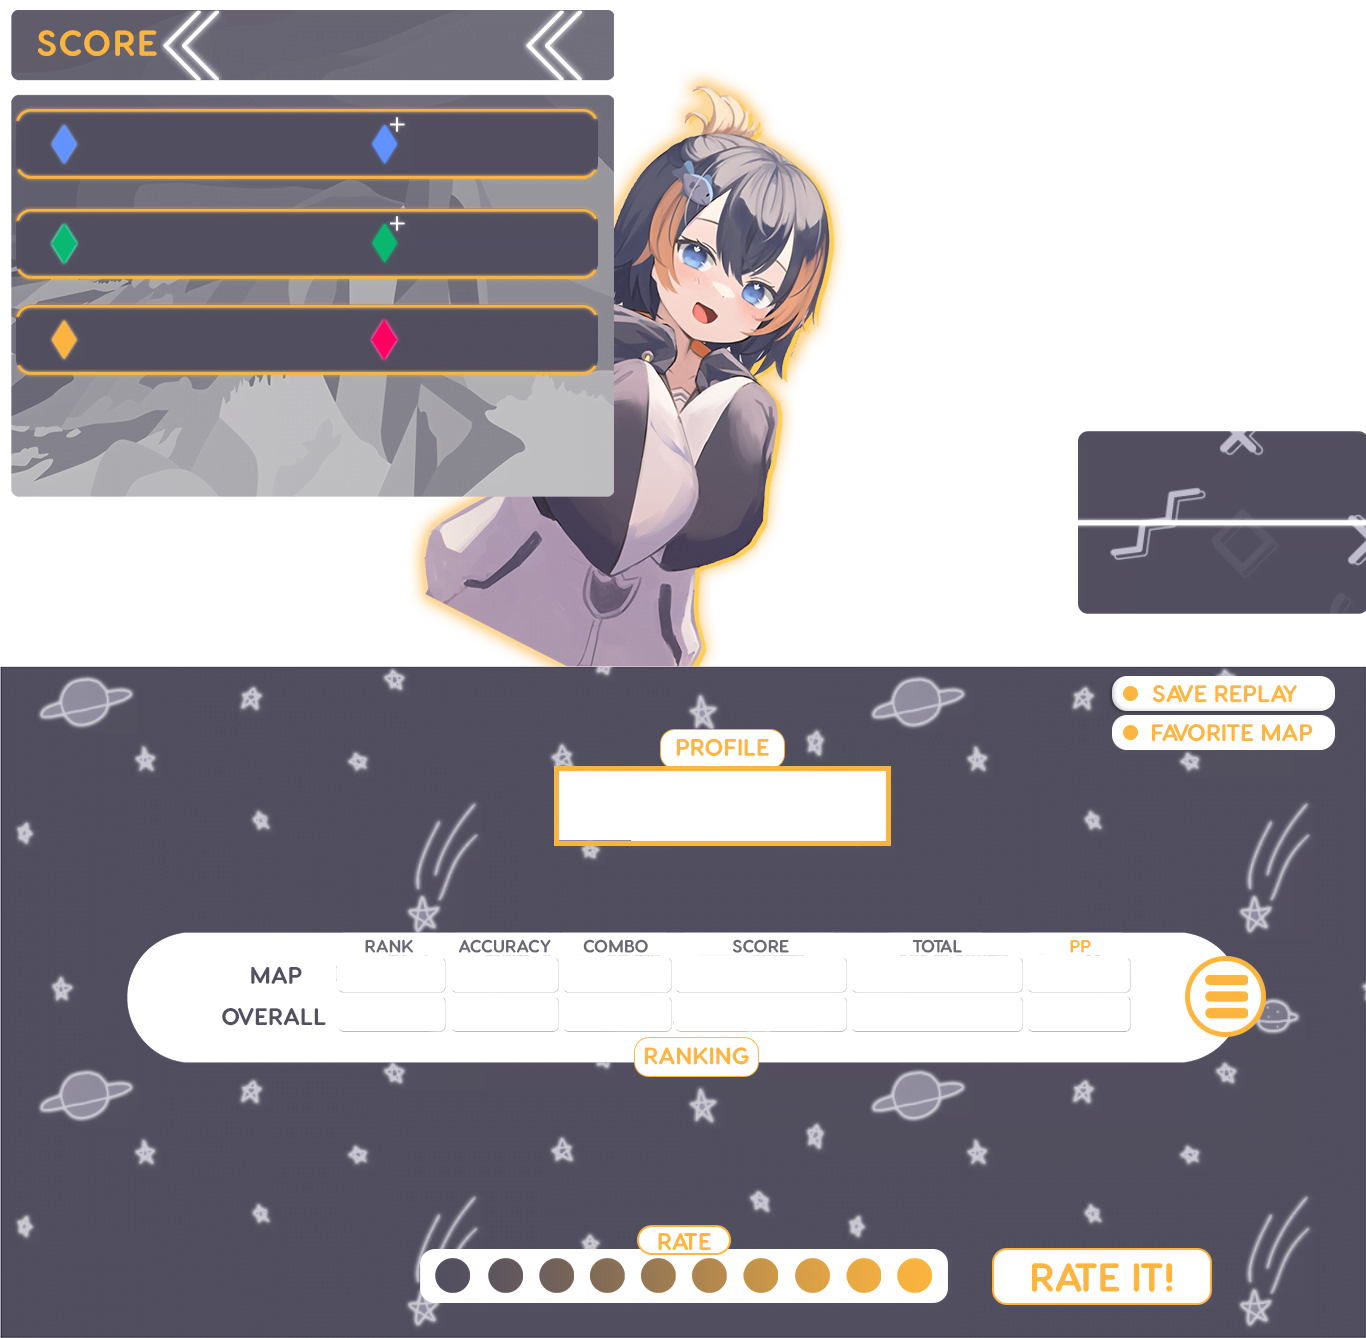 SCORE
SAVE REPLAY
FAVORITE MAP
PROFILE
RANK ACCURACY COMBO SCORE TOTAL PP
MAP
OVERALL
RANKING
RATE
RATE IT!